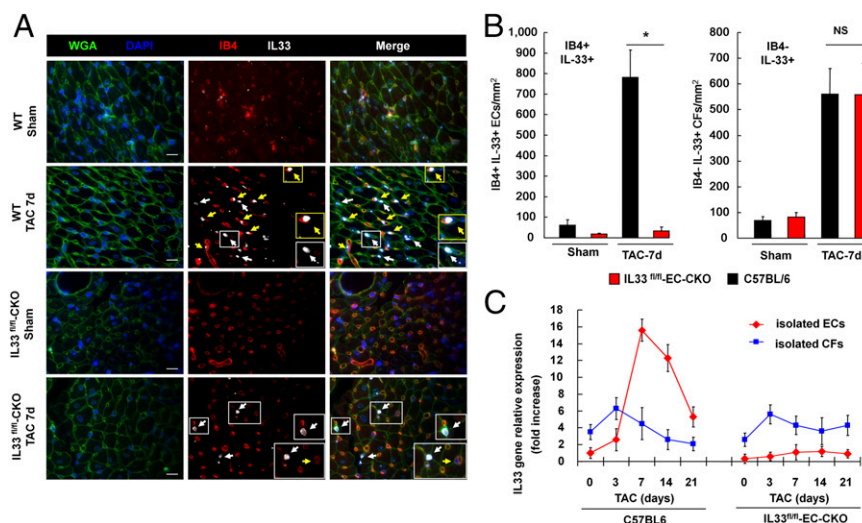 A
WGA DAPI IB4 IL33 Merge
WT
Sham
WT
TAC 7d
IL33 fl/fl-CKO
Sham
IL33 fl/fl-CKO
TAC 7d
B
IB4+
IL-33+
*
IB4+ IL-33+ ECs/mm²
1,000
900
800
700
600
500
400
300
200
100
0
Sham
TAC-7d
IB4-
IL-33+
NS
IB4- IL-33+ CFs/mm²
1000
900
800
700
600
500
400
300
200
100
0
Sham
TAC-7d
IL33 fl/fl-EC-CKO
C57BL/6
C
isolated ECs
isolated CFs
IL33 gene relative expression
(fold increase)
18
16
14
12
10
8
6
4
2
0
0 3 7 14 21 0 3 7 14 21
TAC (days) TAC (days)
C57BL6 IL33fl/fl-EC-CKO